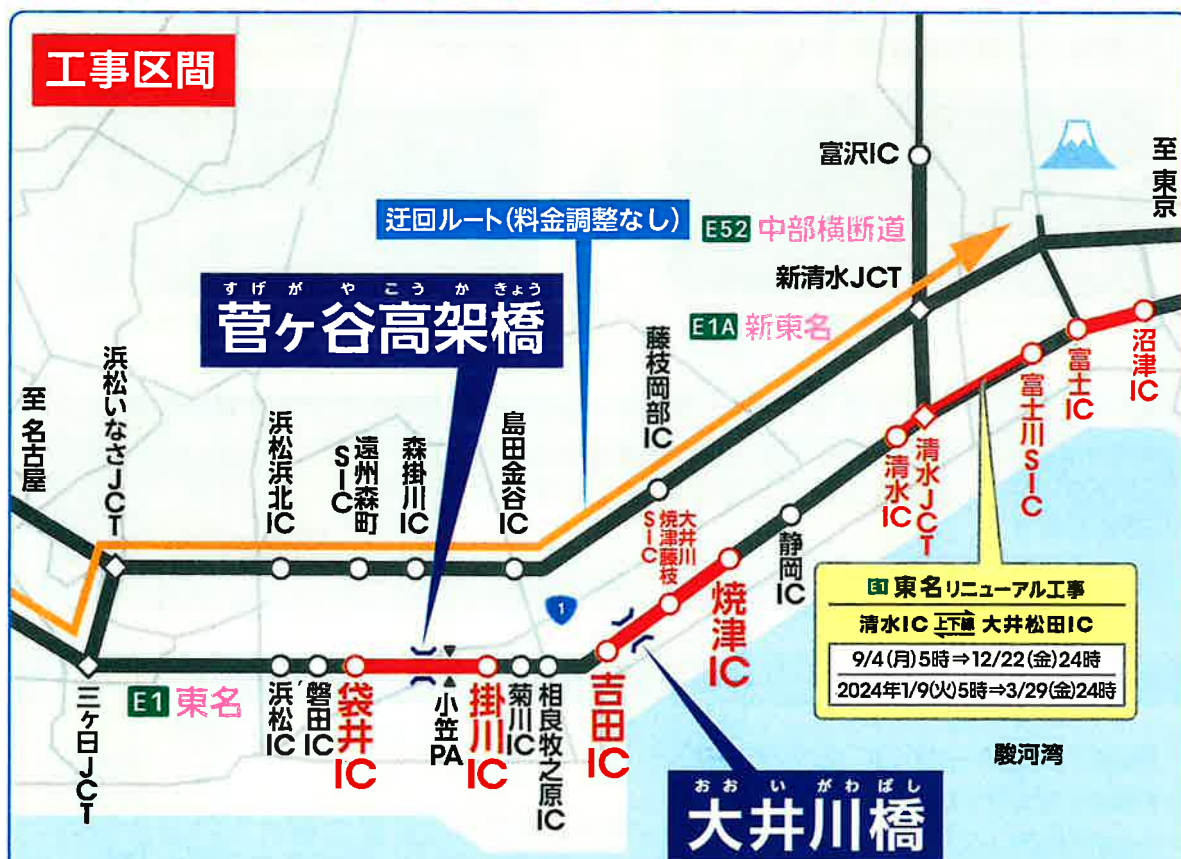 工事区間
至 東京
富沢IC
迂回ルート(料金調整なし)
E52 中部横断道
新清水JCT
すげがやこうかきょう
菅ヶ谷高架橋
E1A 新東名
至 名古屋
浜松いなさJCT
浜松浜北IC
遠州森町SIC
森掛川IC
島田金谷IC
藤枝岡部IC
大井川焼津藤枝SIC
焼津IC
静岡IC
清水IC
清水JCT
富士川SIC
富士IC
沼津IC
1
E1 東名リニューアル工事
清水IC 上下線 大井松田IC
9/4(月)5時⇒12/22(金)24時
2024年1/9(火)5時⇒3/29(金)24時
三ヶ日JCT
E1 東名
浜松IC
磐田IC
袋井IC
小笠PA
掛川IC
菊川IC
相良牧之原IC
吉田IC
駿河湾
おおいがわばし
大井川橋